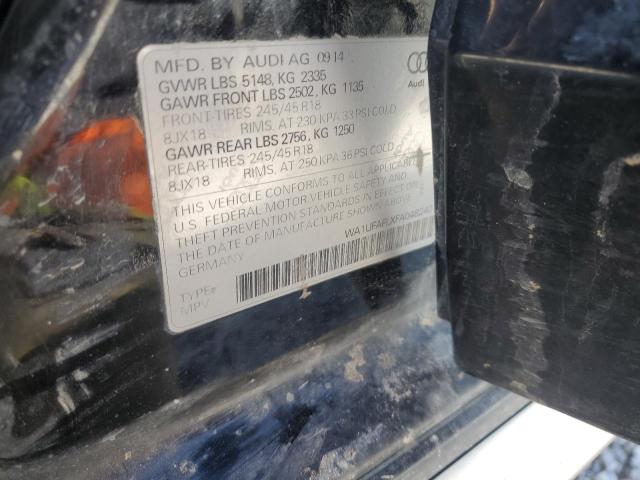 MFD. BY AUDI AG 0914
GVWR LBS 5148, KG 2335
GAWR FRONT LBS 2502, KG 1135
FRONT-TIRES 245/45 R18
8JX18 RIMS, AT 230 KPA 33 PSI COLD
GAWR REAR LBS 2756, KG 1250
REAR-TIRES 245/45 R18
8JX18 RIMS, AT 250 KPA 36 PSI COLD
THIS VEHICLE CONFORMS TO ALL APPLICABLE
U.S. FEDERAL MOTOR VEHICLE SAFETY
THEFT PREVENTION STANDARDS IN EFFECT ON
THE DATE OF MANUFACTURE SHOWN ABOVE
GERMANY
TYPE:
MPV
Audi